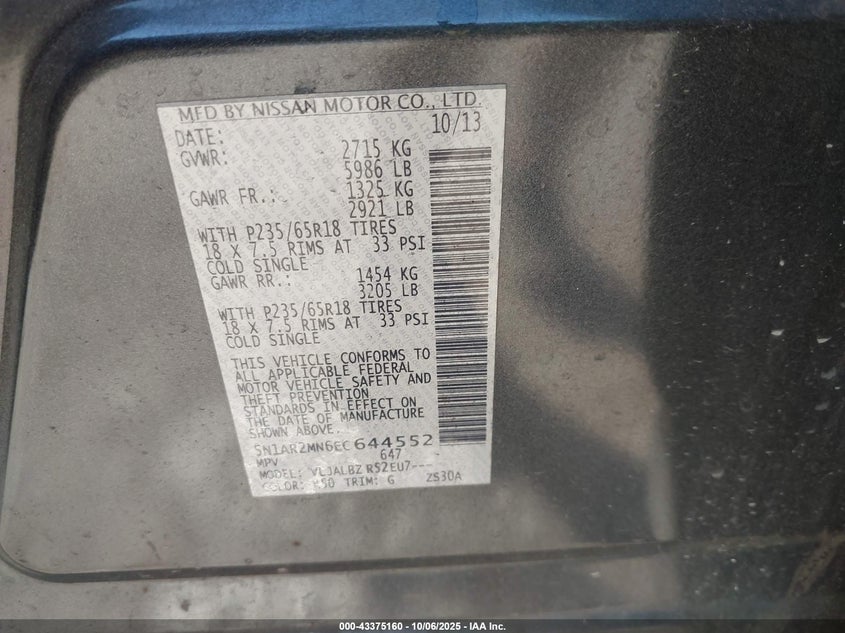 MFD BY NISSAN MOTOR CO., LTD.
DATE: 10/13
GVWR: 2715 KG
5986 LB
GAWR FR.: 1325 KG
2921 LB
WITH P235/65R18 TIRES
18 X 7.5 RIMS AT 33 PSI
COLD SINGLE
GAWR RR.: 1454 KG
3205 LB
WITH P235/65R18 TIRES
18 X 7.5 RIMS AT 33 PSI
COLD SINGLE
THIS VEHICLE CONFORMS TO
ALL APPLICABLE FEDERAL
MOTOR VEHICLE SAFETY AND
THEFT PREVENTION
STANDARDS IN EFFECT ON
THE DATE OF MANUFACTURE
SHOWN ABOVE.
5N1AR2MN6EC644552
MPV 647
MODEL: RS2EU7---
COLOR: TRIM: G ZS30A
000-43375160 - 10/06/2025 - IAA Inc.